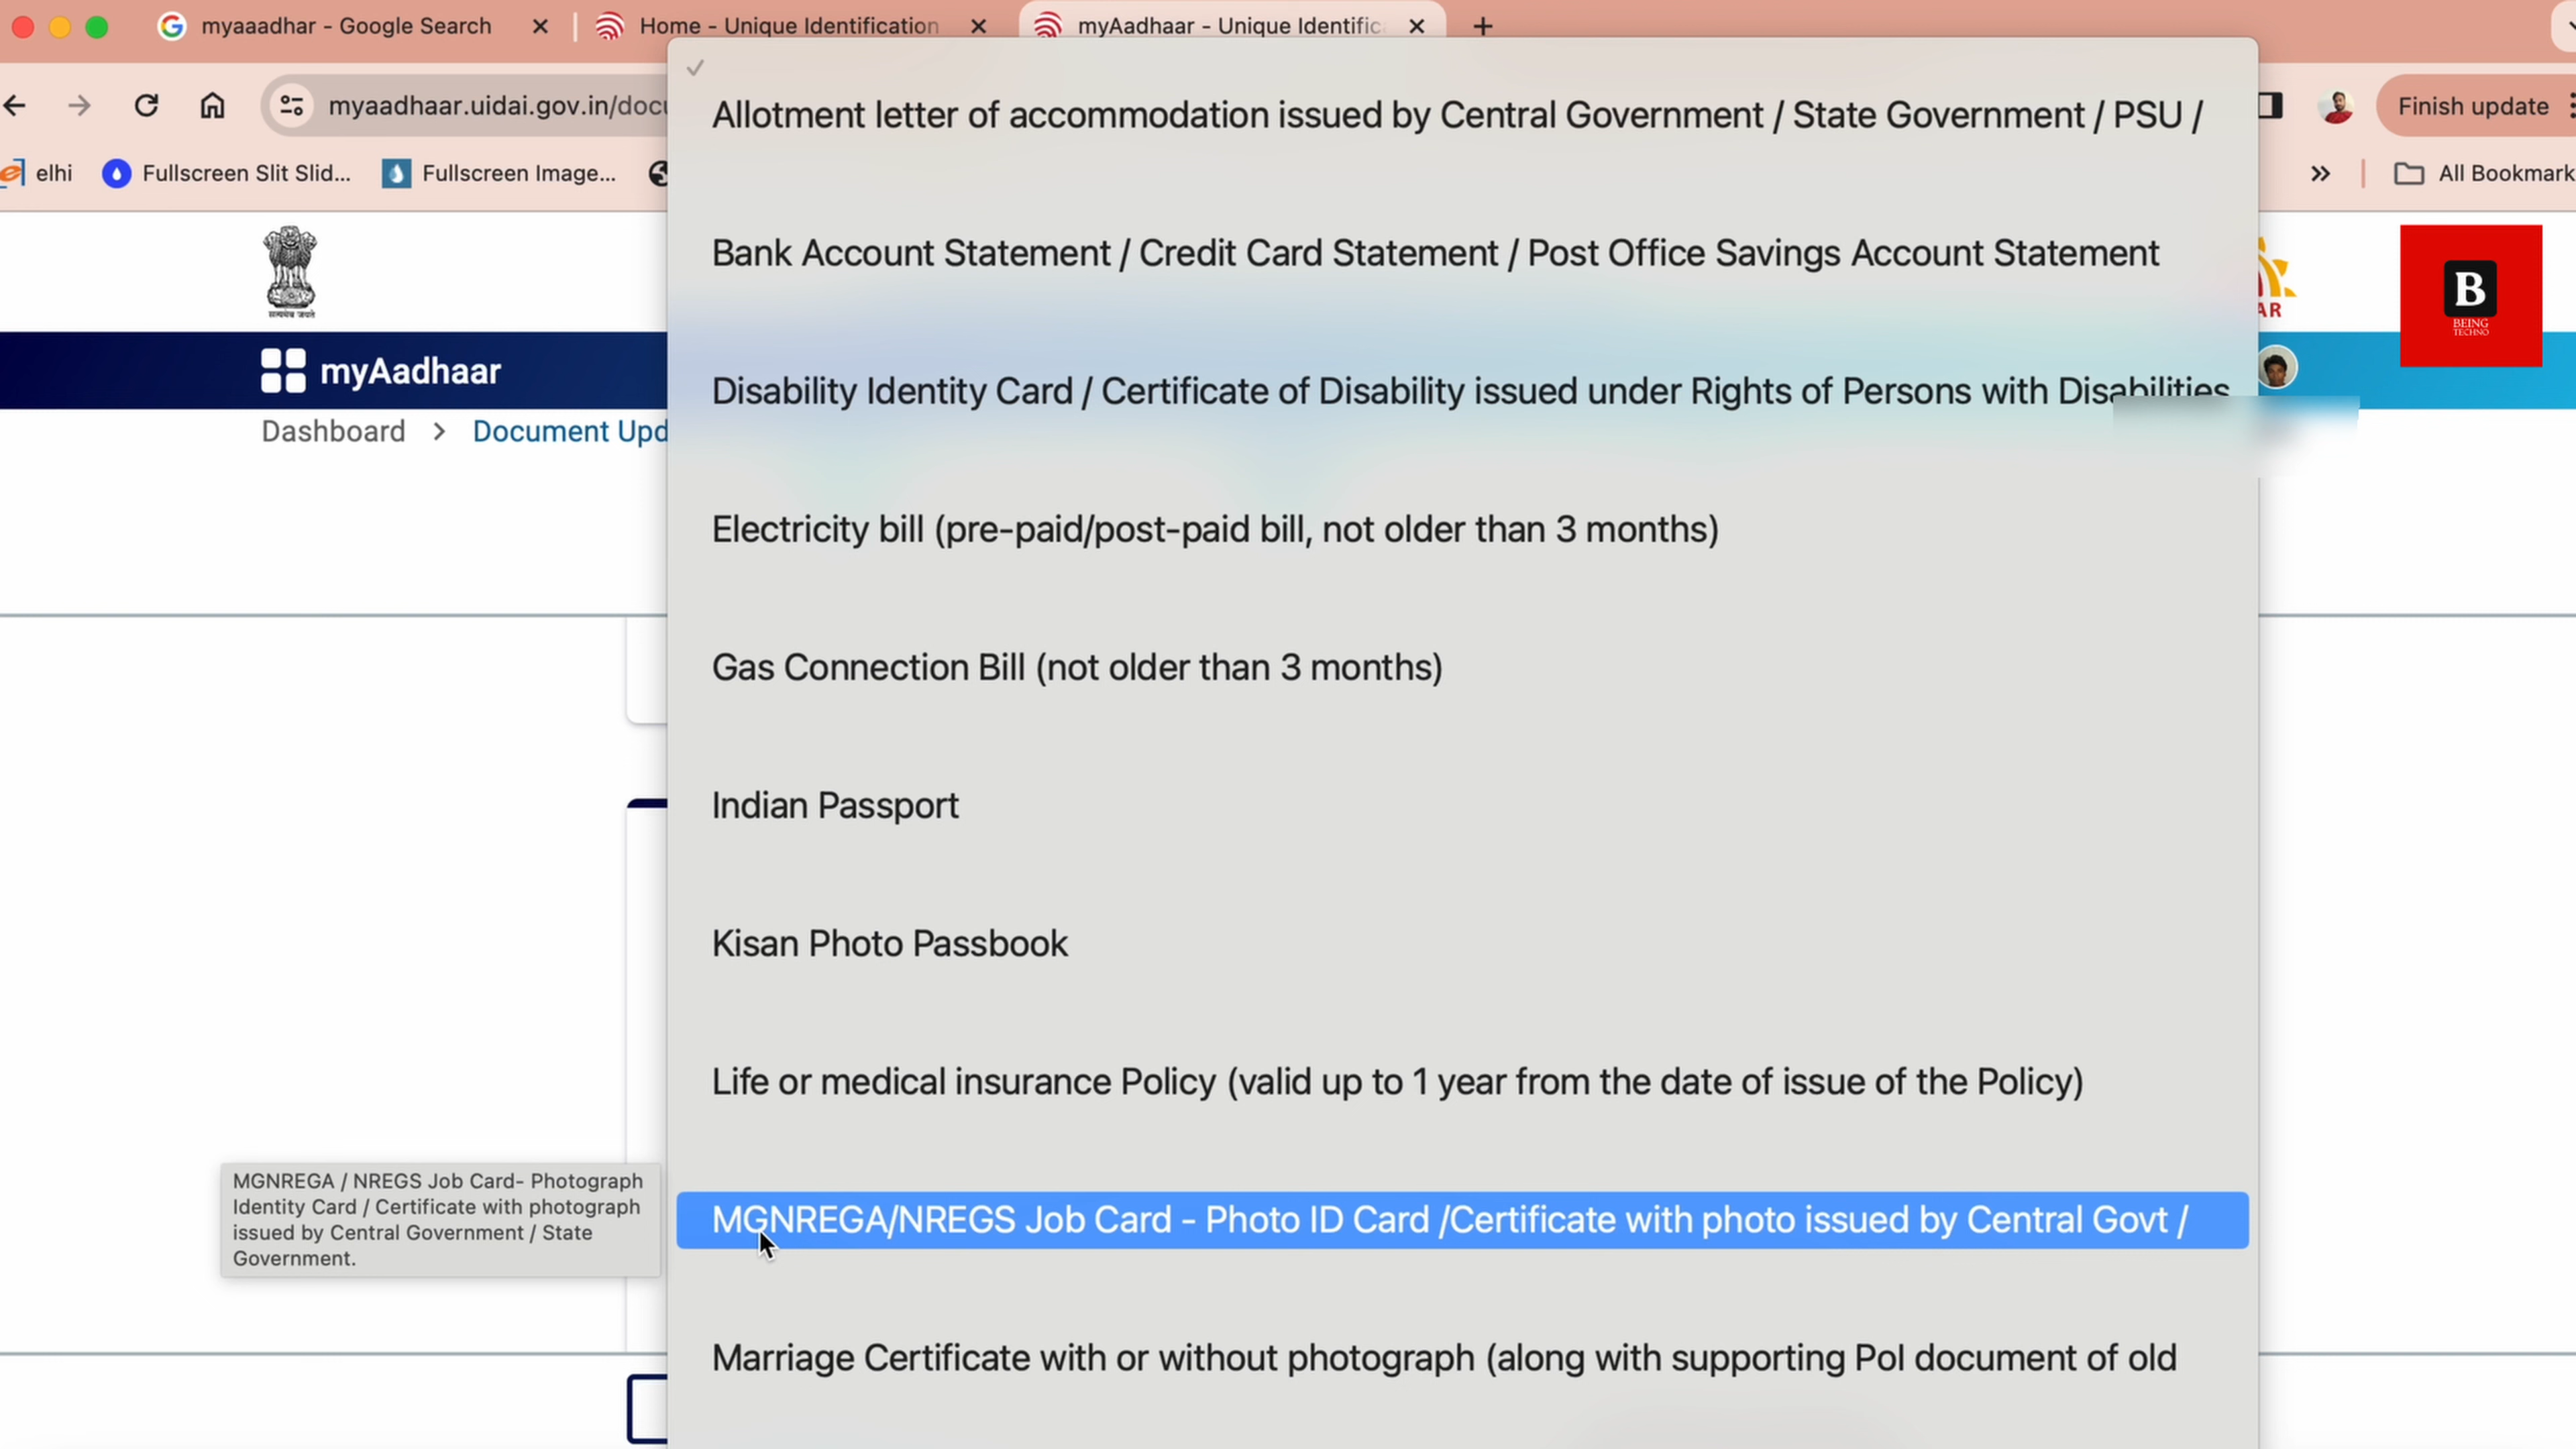 myaaadhar - Google Search
Home - Unique Identification
myAadhaar - Unique Identific
myaadhaar.uidai.gov.in/docu
Finish update
elhi
Fullscreen Slit Slid...
Fullscreen Image...
All Bookmark
सत्यमेव जयते
AR
B
BEING
TECHNO
myAadhaar
Dashboard > Document Upd
Allotment letter of accommodation issued by Central Government / State Government / PSU /
Bank Account Statement / Credit Card Statement / Post Office Savings Account Statement
Disability Identity Card / Certificate of Disability issued under Rights of Persons with Disabilities
Electricity bill (pre-paid/post-paid bill, not older than 3 months)
Gas Connection Bill (not older than 3 months)
Indian Passport
Kisan Photo Passbook
Life or medical insurance Policy (valid up to 1 year from the date of issue of the Policy)
MGNREGA / NREGS Job Card- Photograph
Identity Card / Certificate with photograph
issued by Central Government / State
Government.
MGNREGA/NREGS Job Card - Photo ID Card /Certificate with photo issued by Central Govt /
Marriage Certificate with or without photograph (along with supporting PoI document of old